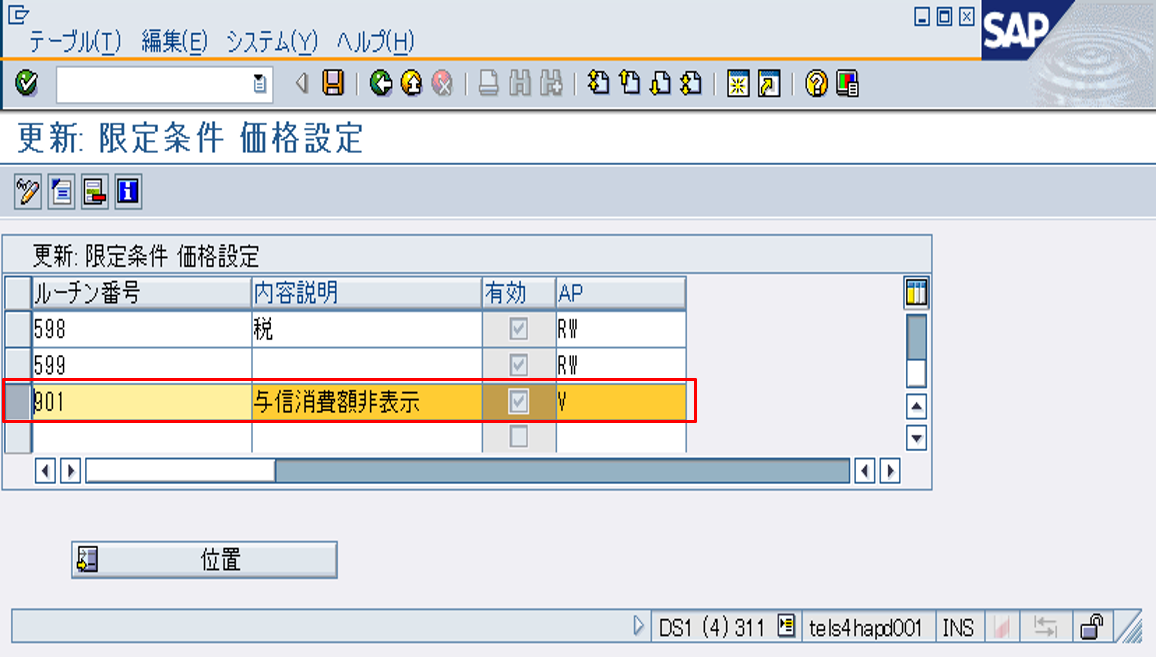 テーブル(T) 編集(E) システム(Y) ヘルプ(H)
SAP
更新: 限定条件 価格設定
更新: 限定条件 価格設定
ルーチン番号 内容説明 有効 AP
598 税 RW
599 RW
901 与信消費額非表示 V
位置
DS1 (4) 311 tels4hapd001 INS